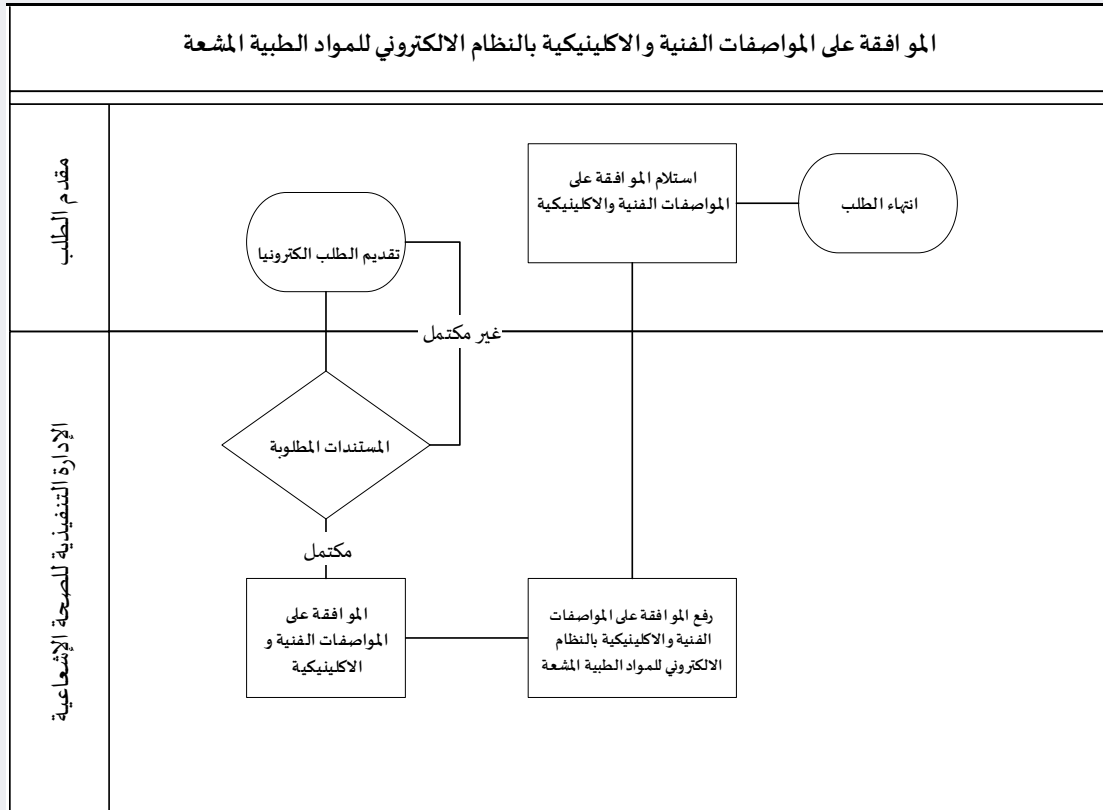 الموافقة على المواصفات الفنية والاكلينيكية بالنظام الالكتروني للمواد الطبية المشعة
مقدم الطلب
تقديم الطلب الكترونيا
استلام الموافقة على
المواصفات الفنية والاكلينيكية
انتهاء الطلب
غير مكتمل
الإدارة التنفيذية للصحة الإشعاعية
المستندات المطلوبة
مكتمل
الموافقة على
المواصفات الفنية و
الاكلينيكية
رفع الموافقة على المواصفات
الفنية والاكلينيكية بالنظام
الالكتروني للمواد الطبية المشعة